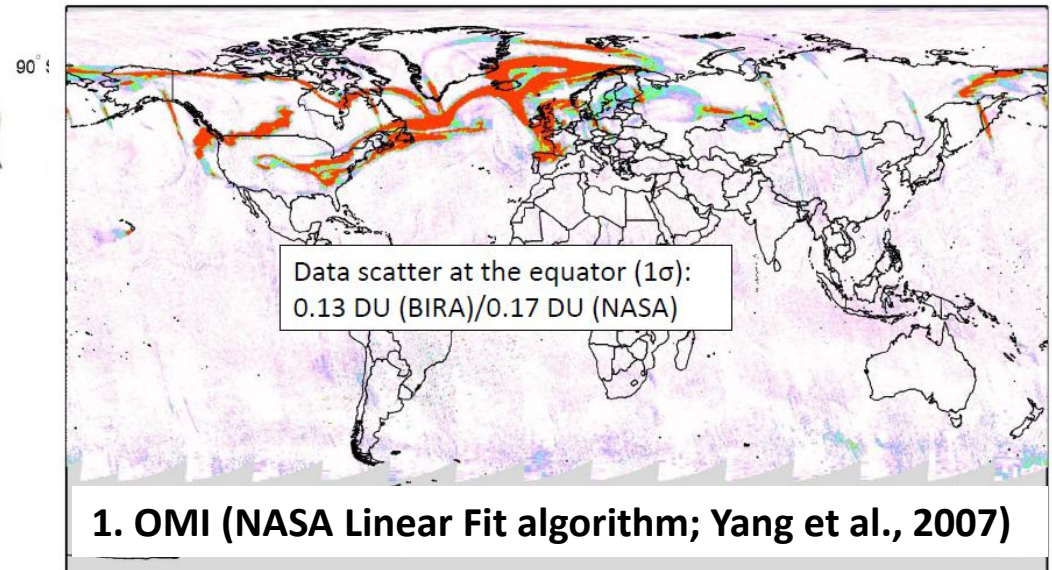 90°
Data scatter at the equator (1σ):
0.13 DU (BIRA)/0.17 DU (NASA)
1. OMI (NASA Linear Fit algorithm; Yang et al., 2007)